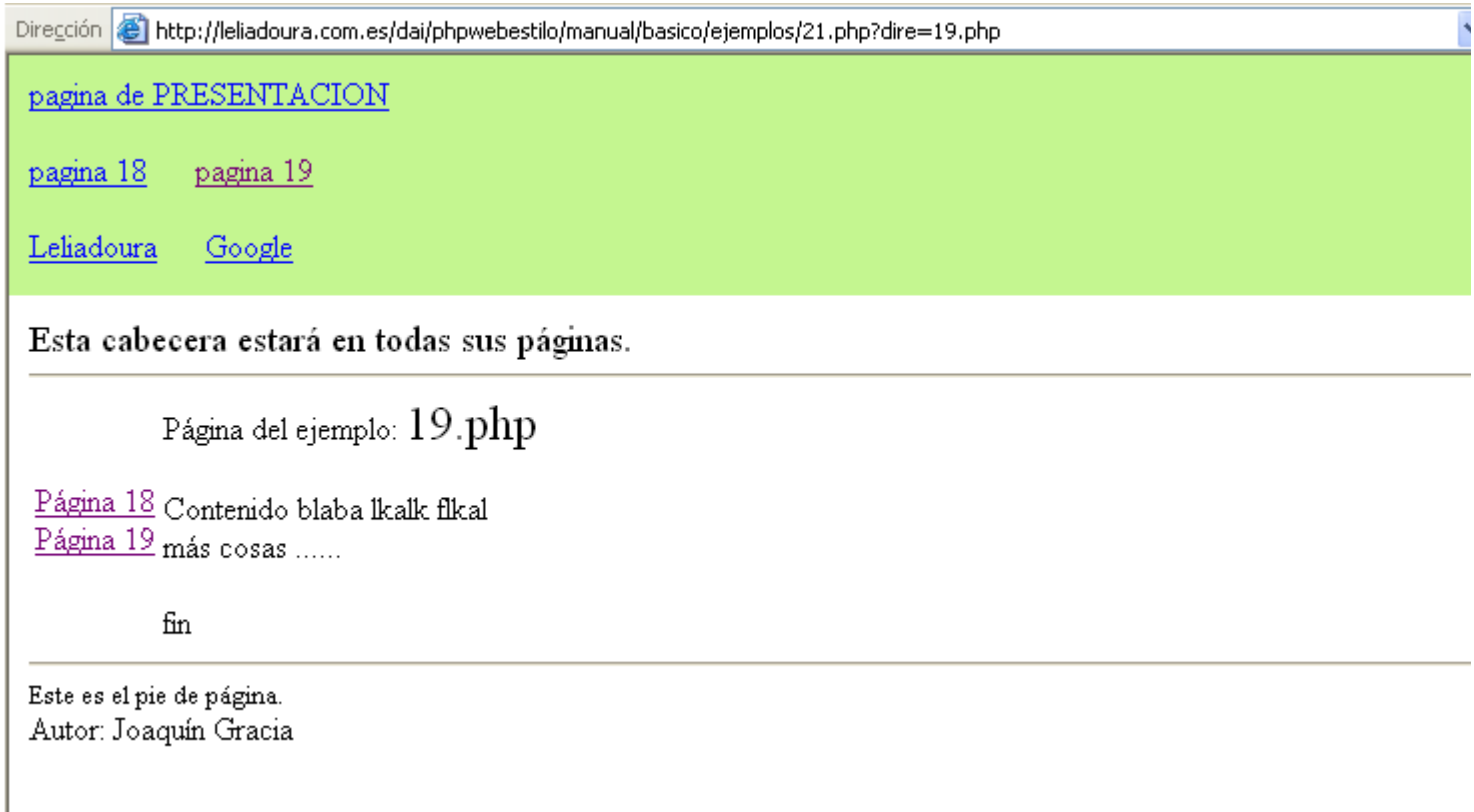 Dirección http://leliadoura.com.es/dai/phpwebestilo/manual/basico/ejemplos/21.php?dire=19.php
pagina de PRESENTACION
pagina 18 pagina 19
Leliadoura Google
Esta cabecera estará en todas sus páginas.
Página del ejemplo: 19.php
Página 18 Contenido blaba lkalk flkal
Página 19 más cosas ......
fin
Este es el pie de página.
Autor: Joaquín Gracia